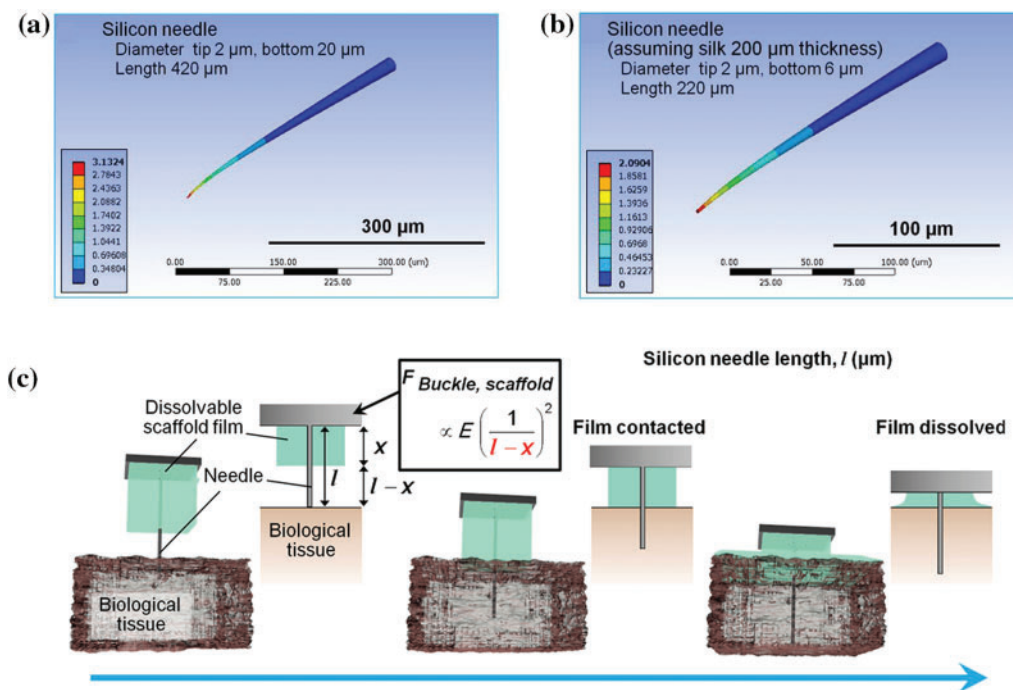 (a)
Silicon needle
Diameter tip 2 μm, bottom 20 μm
Length 420 μm
3.1324
2.7843
2.4363
2.0882
1.7402
1.3922
1.0441
0.69608
0.34804
0
300 μm
0.00 150.00 300.00 (um)
75.00 225.00
(b)
Silicon needle
(assuming silk 200 μm thickness)
Diameter tip 2 μm, bottom 6 μm
Length 220 μm
2.0904
1.8581
1.6259
1.3936
1.1613
0.92906
0.6968
0.46453
0.23227
0
100 μm
0.00 50.00 100.00 (um)
25.00 75.00
Silicon needle length, l (μm)
(c)
F Buckle, scaffold
∝ E (1 / (l − x))²
Dissolvable
scaffold film
Needle
x
l
l − x
Biological
tissue
Biological
tissue
Film contacted
Film dissolved